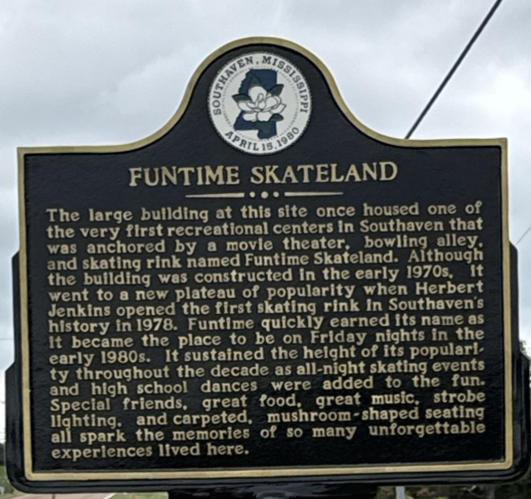 SOUTHAVEN, MISSISSIPPI
APRIL 15, 1980
FUNTIME SKATELAND
The large building at this site once housed one of
the very first recreational centers in Southaven that
was anchored by a movie theater, bowling alley,
and skating rink named Funtime Skateland. Although
the building was constructed in the early 1970s, it
went to a new plateau of popularity when Herbert
Jenkins opened the first skating rink in Southaven's
history in 1978. Funtime quickly earned its name as
it became the place to be on Friday nights in the
early 1980s. It sustained the height of its populari-
ty throughout the decade as all-night skating events
and high school dances were added to the fun.
Special friends, great food, great music, strobe
lighting, and carpeted, mushroom-shaped seating
all spark the memories of so many unforgettable
experiences lived here.